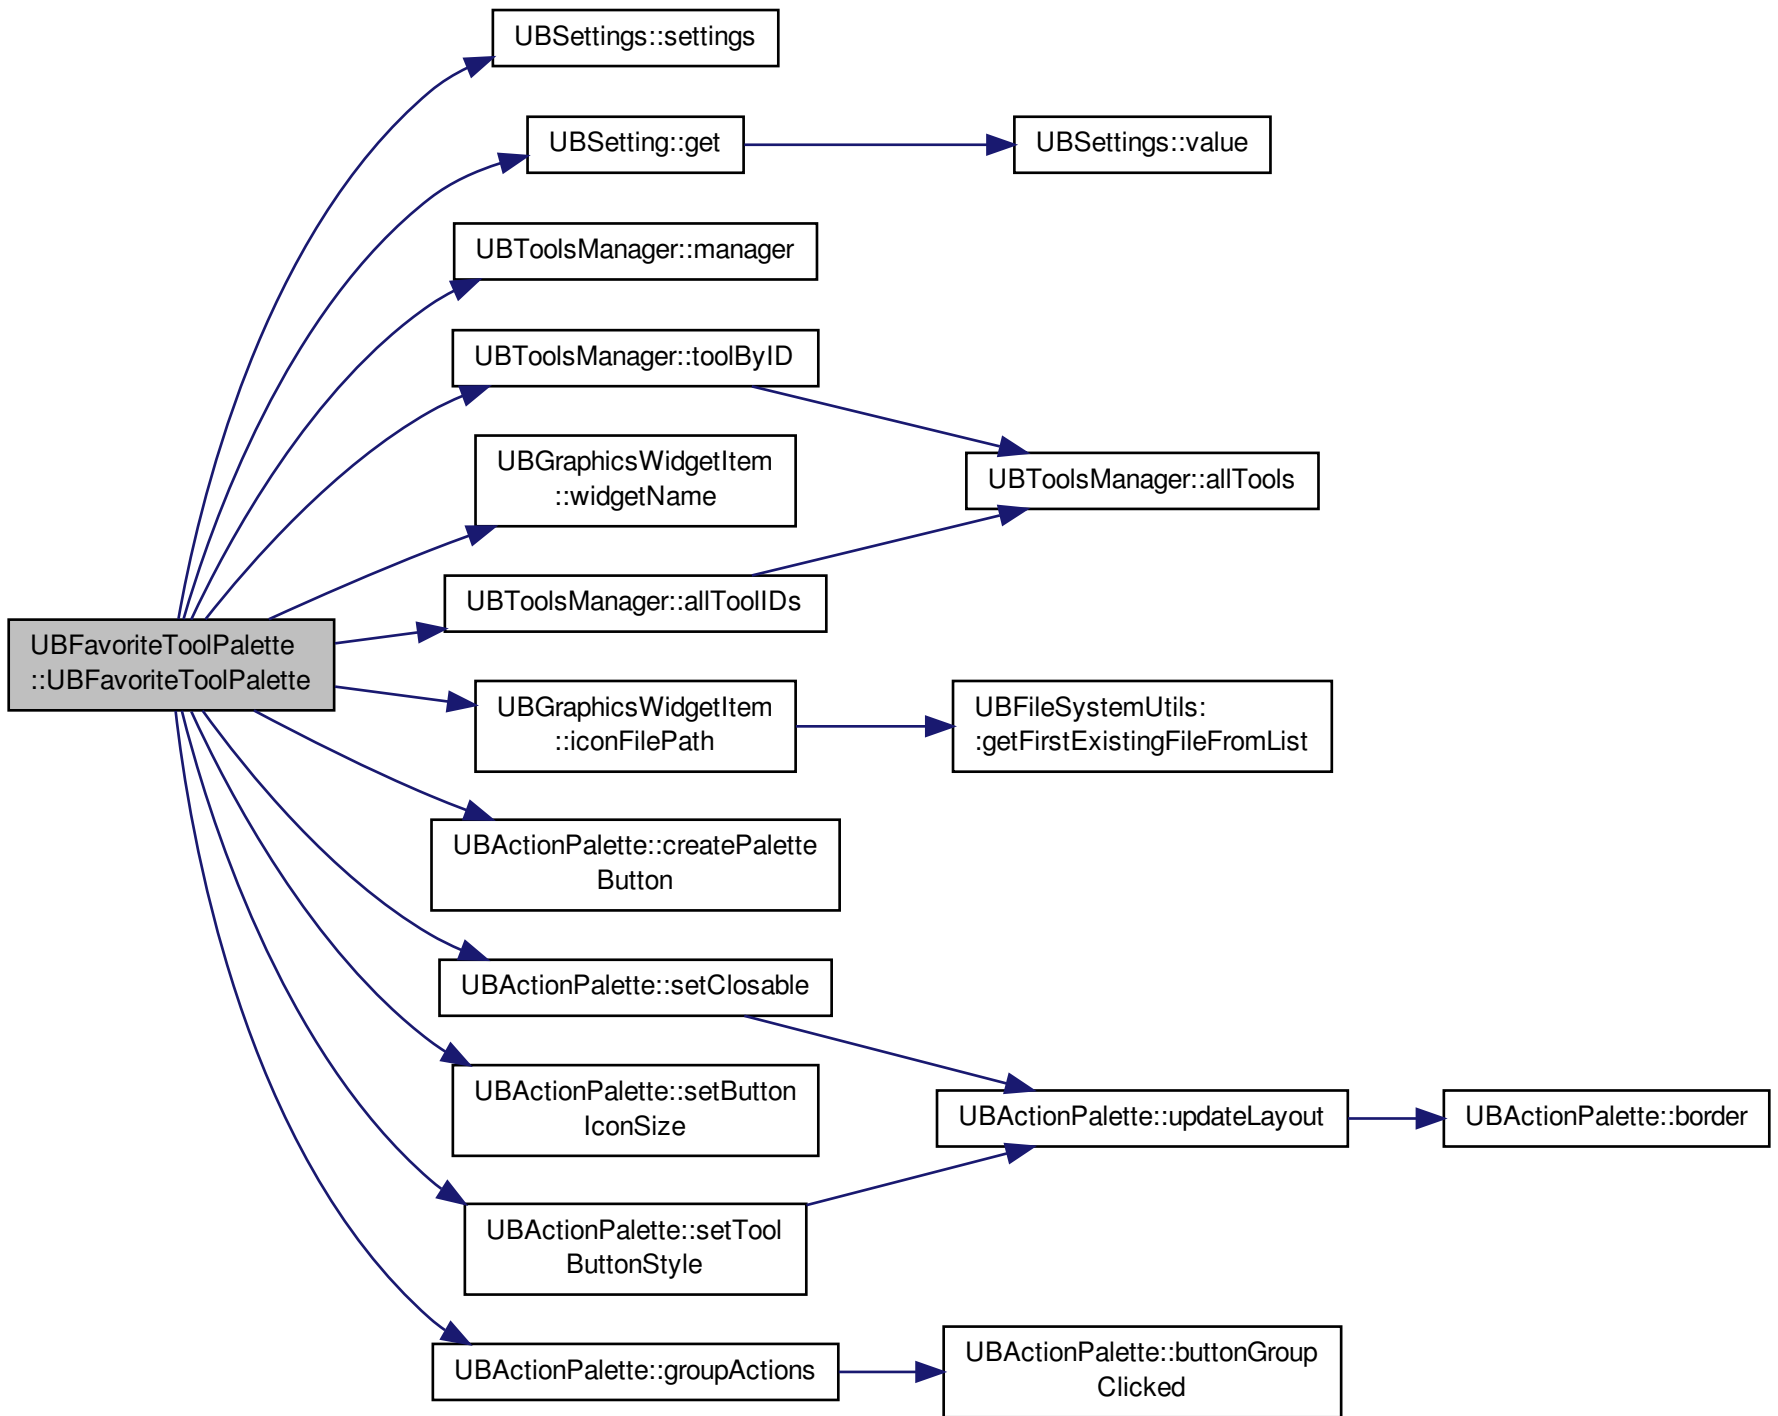 UBSettings::settings
UBSetting::get
UBSettings::value
UBToolsManager::manager
UBToolsManager::toolByID
UBGraphicsWidgetItem
::widgetName
UBToolsManager::allTools
UBToolsManager::allToolIDs
UBFavoriteToolPalette
::UBFavoriteToolPalette
UBGraphicsWidgetItem
::iconFilePath
UBFileSystemUtils:
:getFirstExistingFileFromList
UBActionPalette::createPalette
Button
UBActionPalette::setClosable
UBActionPalette::setButton
IconSize
UBActionPalette::updateLayout
UBActionPalette::border
UBActionPalette::setTool
ButtonStyle
UBActionPalette::groupActions
UBActionPalette::buttonGroup
Clicked